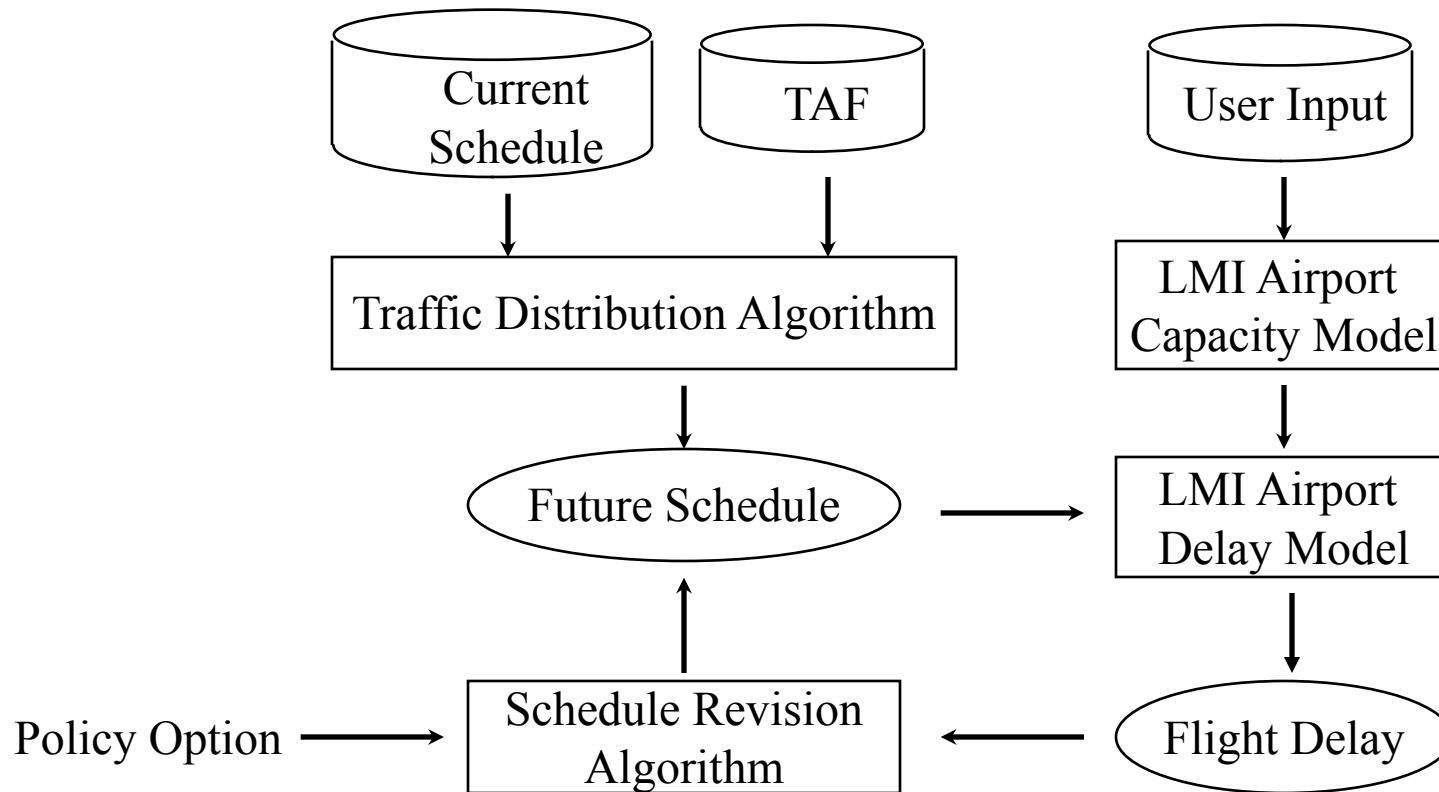 Current
Schedule
TAF
User Input
Traffic Distribution Algorithm
LMI Airport
Capacity Model
Future Schedule
LMI Airport
Delay Model
Policy Option
Schedule Revision
Algorithm
Flight Delay